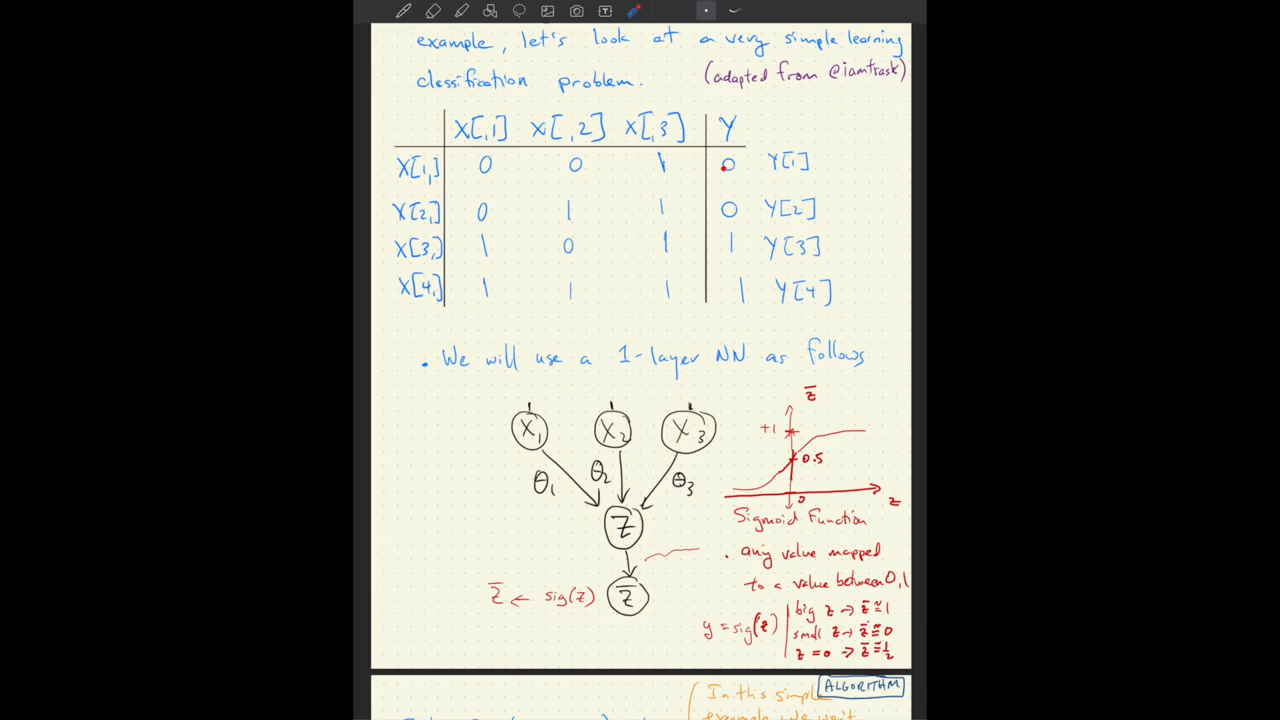 example, let's look at a very simple learning
classification problem. (adapted from @iamtrask)
X[,1] X[,2] X[,3] Y
X[1,] 0 0 1 0 Y[1]
X[2,] 0 1 1 0 Y[2]
X[3,] 1 0 1 1 Y[3]
X[4,] 1 1 1 1 Y[4]
• We will use a 1-layer NN as follows
X1 X2 X3
θ1 θ2 θ3
Z
Z̄ ← sig(z) Z̄
z̄
+1
0.5
0
z
Sigmoid Function
• any value mapped
to a value between 0,1
y = sig(z)
big z → z̄ ≅ 1
small z → z̄ ≅ 0
z = 0 → z̄ ≅ 1/2
ALGORITHM
(In this simple
example we won't